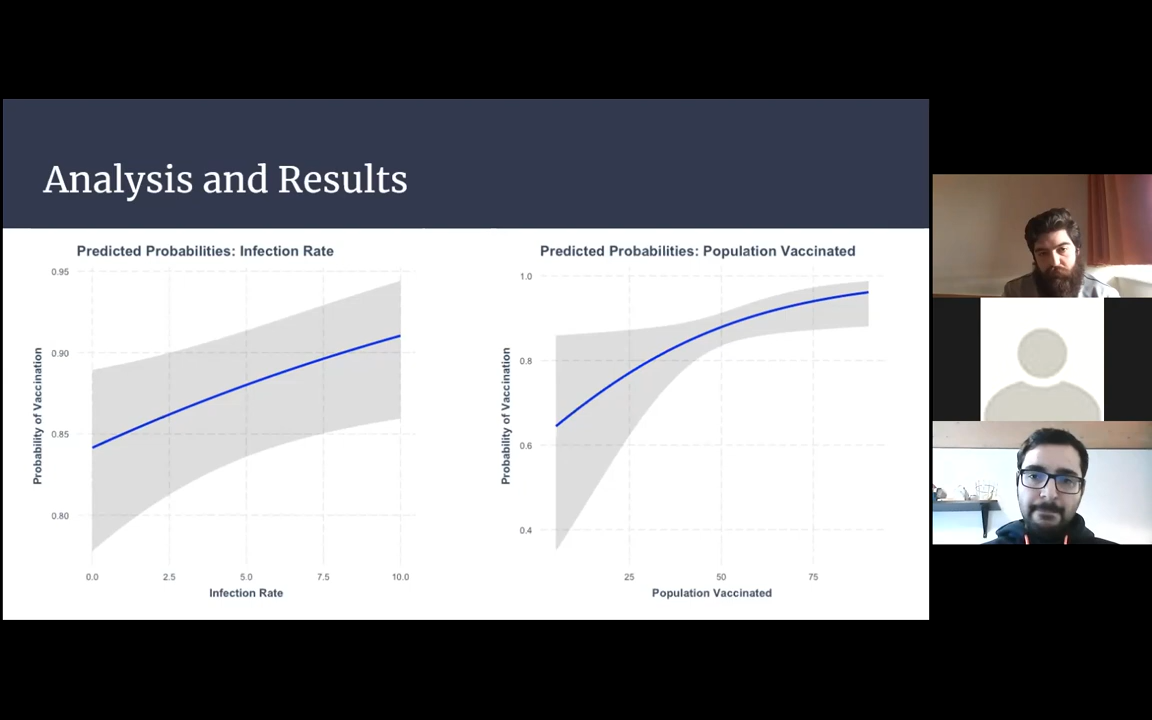 Analysis and Results
Predicted Probabilities: Infection Rate
0.95
0.90
0.85
0.80
Probability of Vaccination
0.0 2.5 5.0 7.5 10.0
Infection Rate
Predicted Probabilities: Population Vaccinated
1.0
0.8
0.6
0.4
Probability of Vaccination
25 50 75
Population Vaccinated